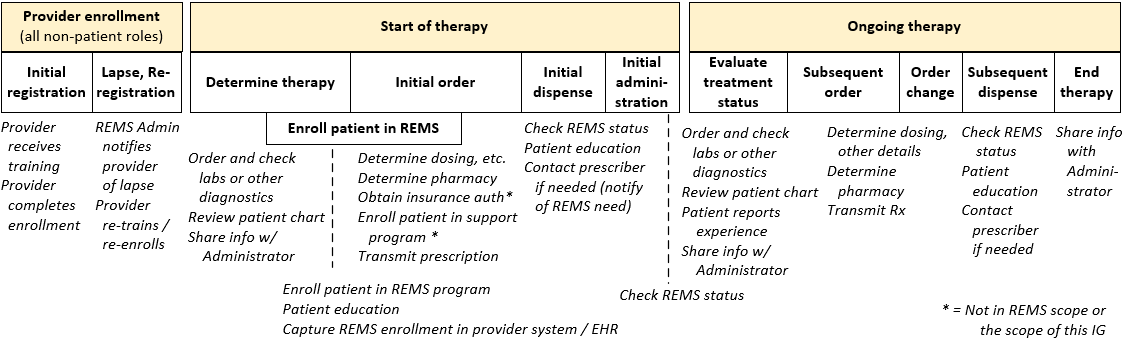 Provider enrollment
(all non-patient roles)
Start of therapy
Ongoing therapy
Initial
registration
Lapse, Re-
registration
Determine therapy
Initial order
Initial
dispense
Initial
admini-
stration
Evaluate
treatment
status
Subsequent
order
Order
change
Subsequent
dispense
End
therapy
Enroll patient in REMS
Provider
receives
training
Provider
completes
enrollment
REMS Admin
notifies
provider
of lapse
Provider
re-trains /
re-enrolls
Order and check
labs or other
diagnostics
Review patient chart
Share info w/
Administrator
Determine dosing, etc.
Determine pharmacy
Obtain insurance auth*
Enroll patient in support
program *
Transmit prescription
Enroll patient in REMS program
Patient education
Capture REMS enrollment in provider system / EHR
Check REMS status
Patient education
Contact prescriber
if needed (notify
of REMS need)
Check REMS status
Order and check
labs or other
diagnostics
Review patient chart
Patient reports
experience
Share info w/
Administrator
Determine dosing,
other details
Determine
pharmacy
Transmit Rx
Check REMS
status
Patient
education
Contact
prescriber
if needed
Share info
with
Admini-
strator
* = Not in REMS scope or
the scope of this IG